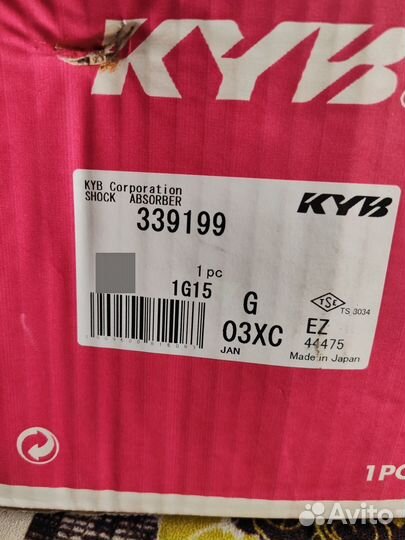 KYB
KYB Corporation
SHOCK ABSORBER
KYB
339199
1 pc
1G15
G
TSE
TS 3034
03XC
EZ
44475
JAN
Made in Japan
1PC
Avito